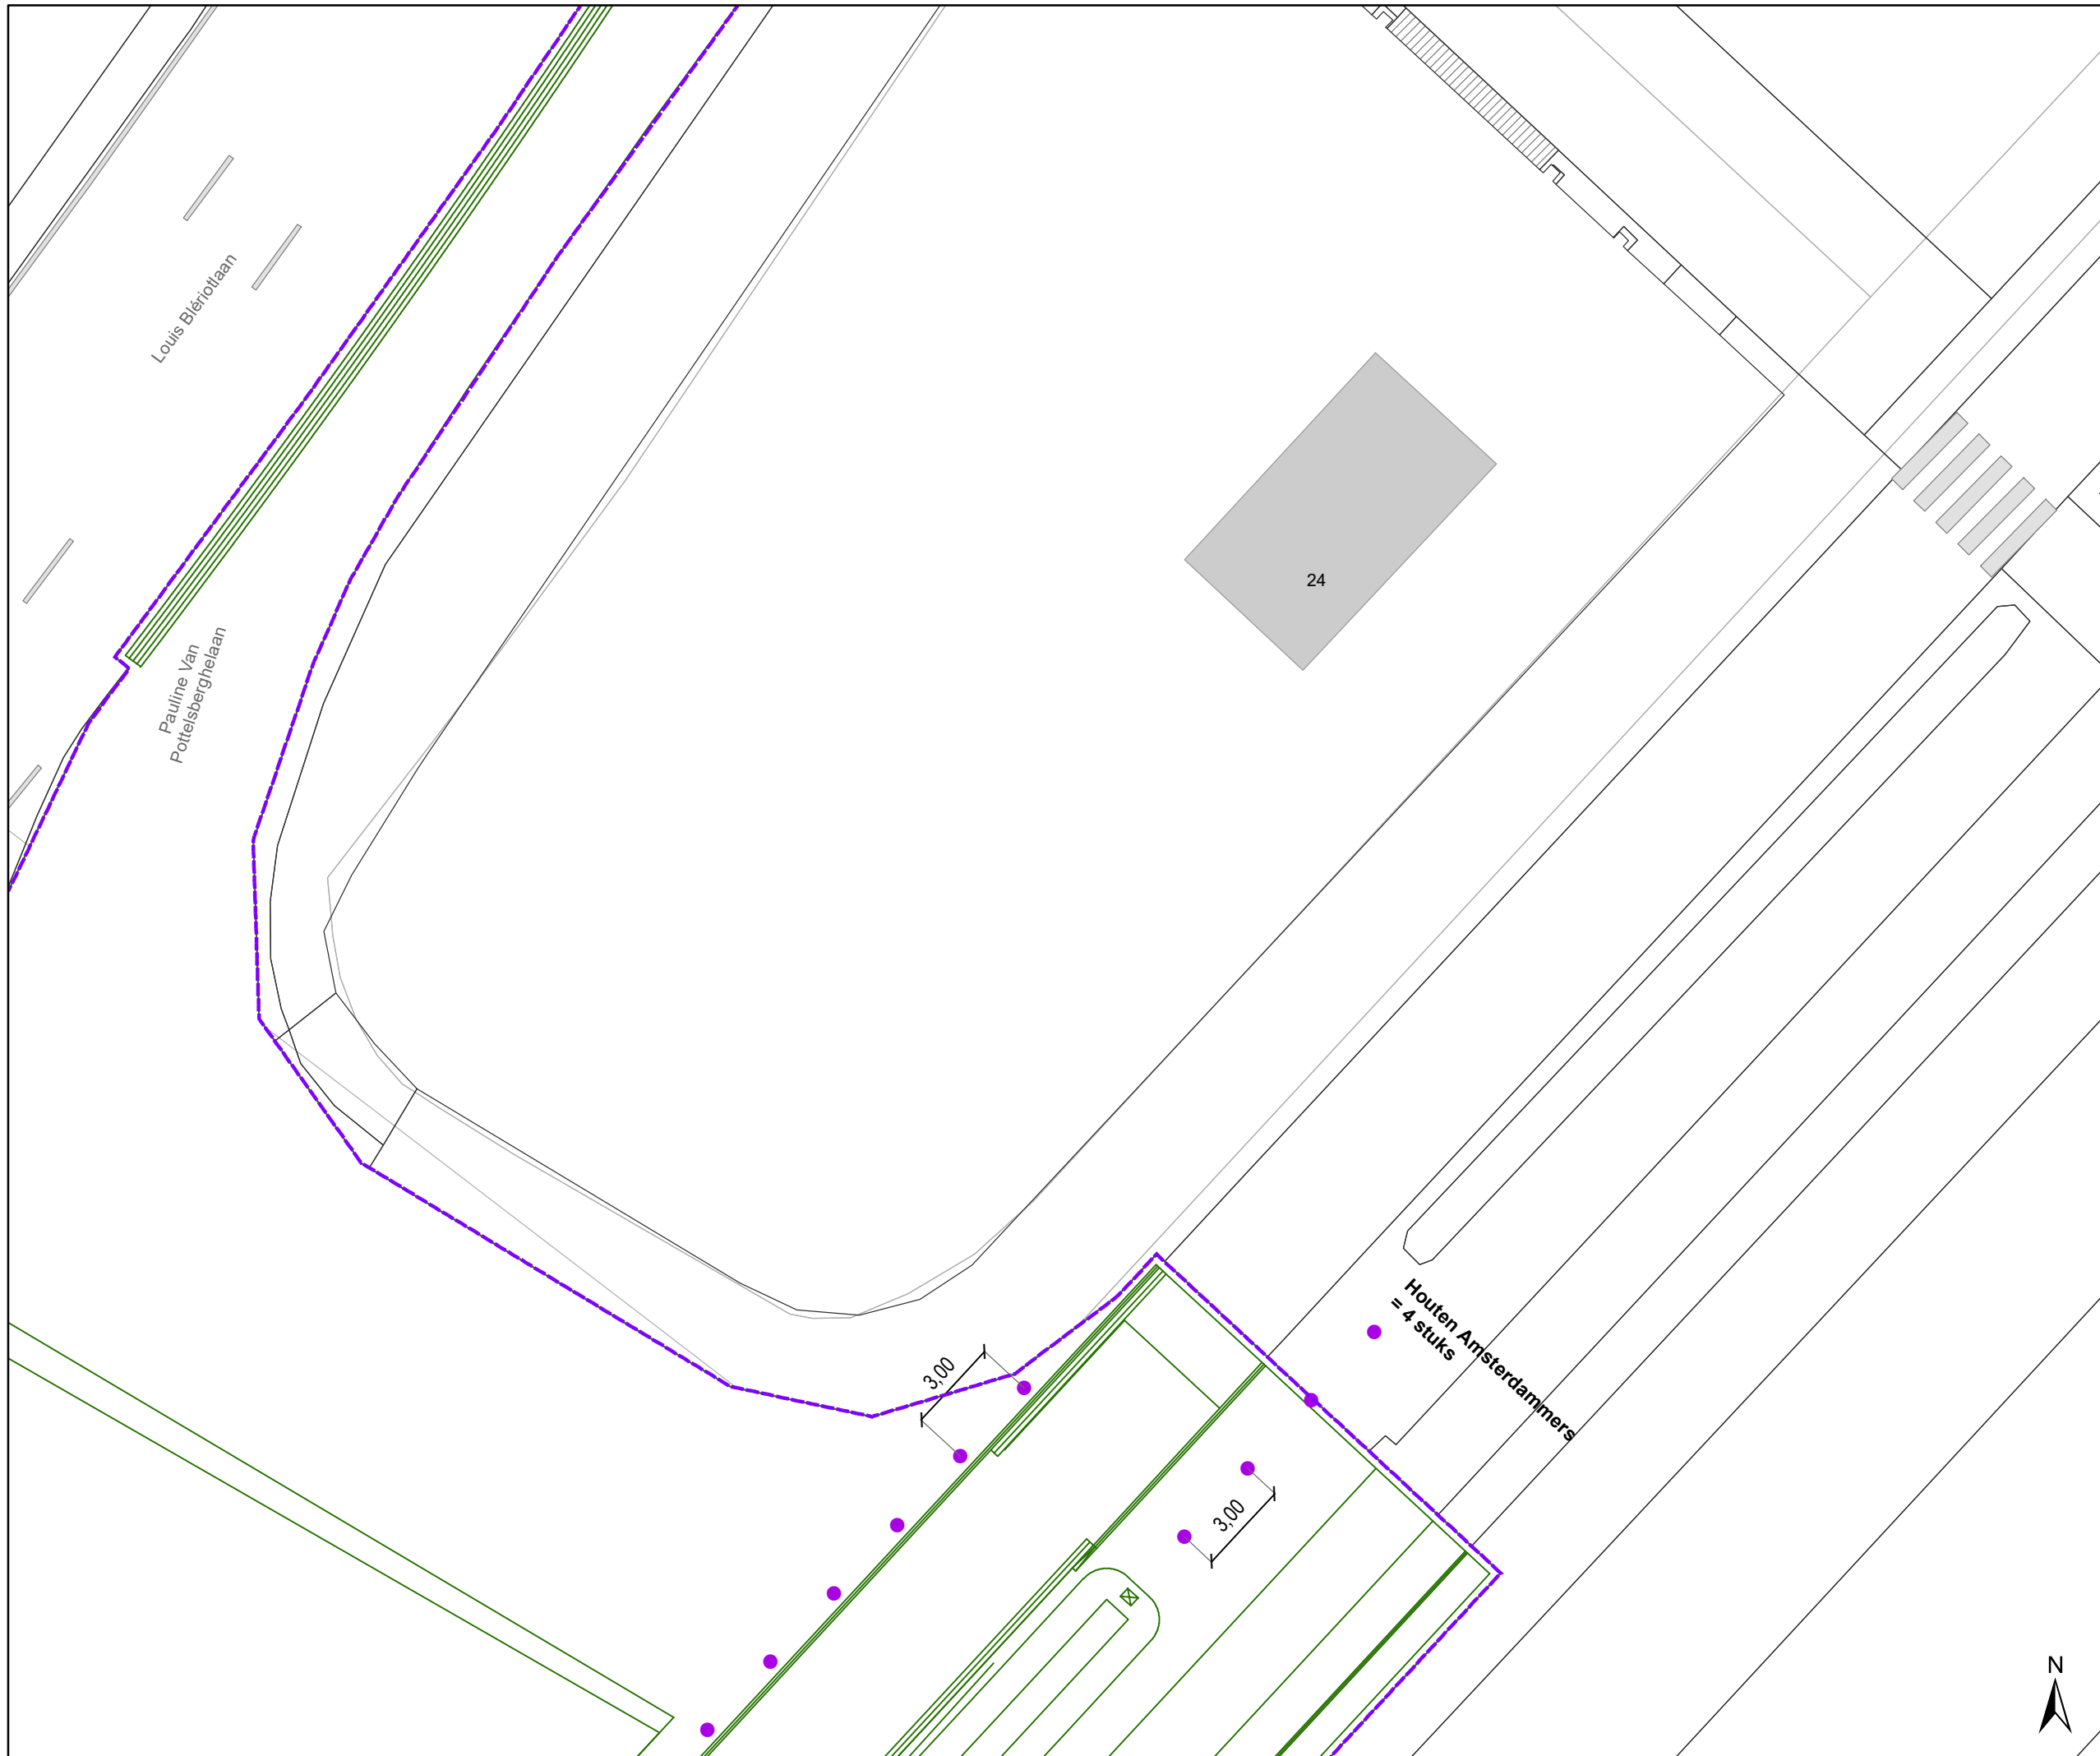 Louis Blériotlaan
Pauline Van
Pottelsberghelaan
24
Houten Amsterdammers
= 4 stuks
3,00
3,00
N